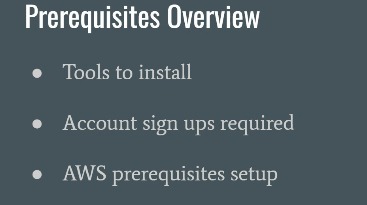 Prerequisites Overview
● Tools to install
● Account sign ups required
● AWS prerequisites setup